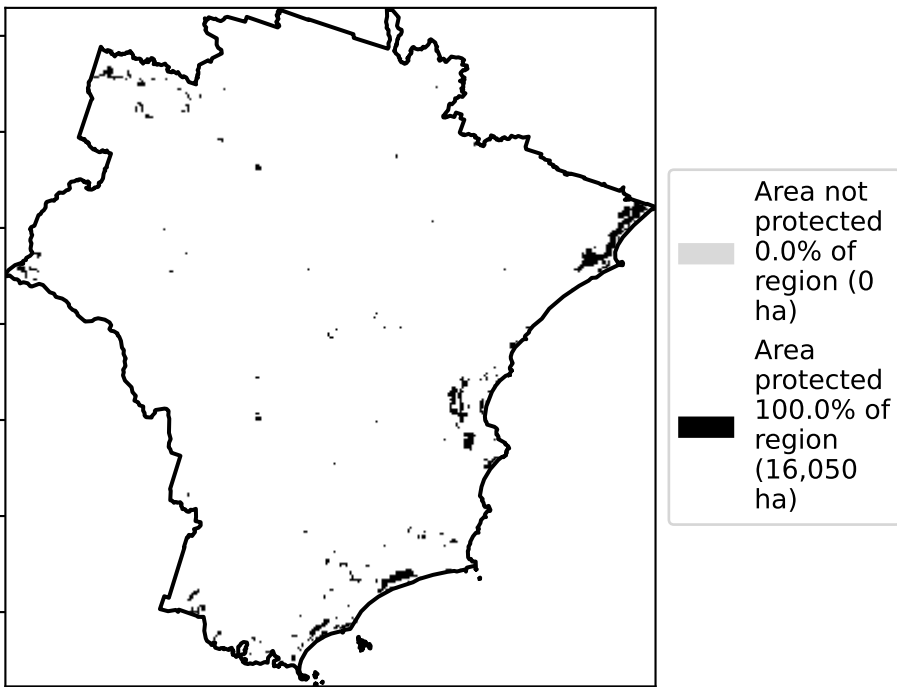 Area not
protected
0.0% of
region (0
ha)
Area
protected
100.0% of
region
(16,050
ha)